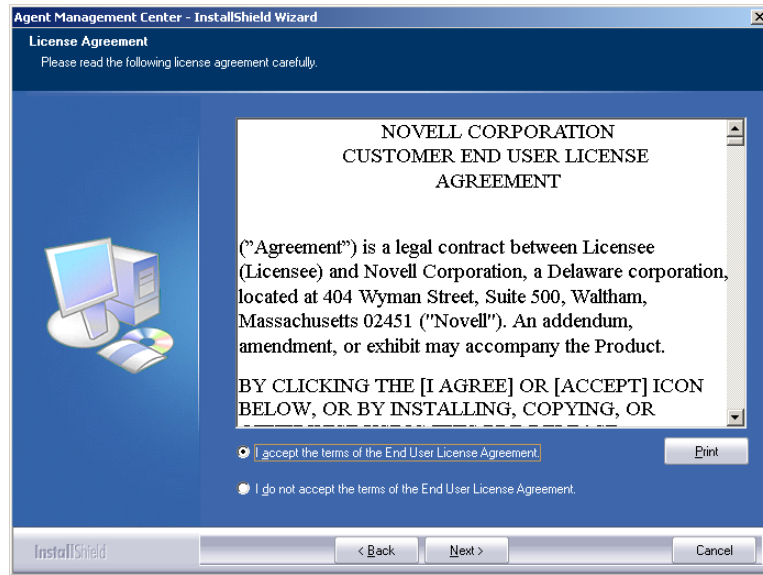 Agent Management Center - InstallShield Wizard
License Agreement
Please read the following license agreement carefully.
NOVELL CORPORATION
CUSTOMER END USER LICENSE
AGREEMENT
("Agreement") is a legal contract between Licensee
(Licensee) and Novell Corporation, a Delaware corporation,
located at 404 Wyman Street, Suite 500, Waltham,
Massachusetts 02451 ("Novell"). An addendum,
amendment, or exhibit may accompany the Product.
BY CLICKING THE [I AGREE] OR [ACCEPT] ICON
BELOW, OR BY INSTALLING, COPYING, OR
I accept the terms of the End User License Agreement.
Print
I do not accept the terms of the End User License Agreement.
InstallShield
< Back
Next >
Cancel